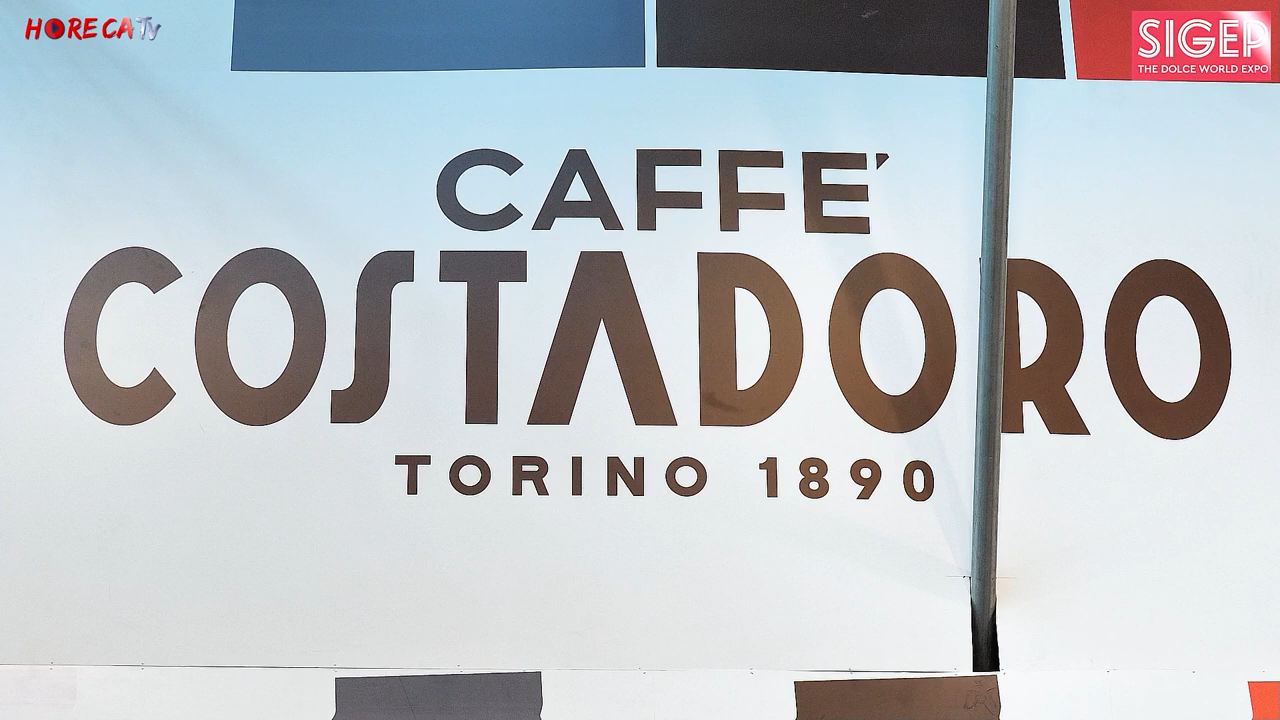 HORECATv
SIGEP
THE DOLCE WORLD EXPO
CAFFE'
COSTADORO
TORINO 1890